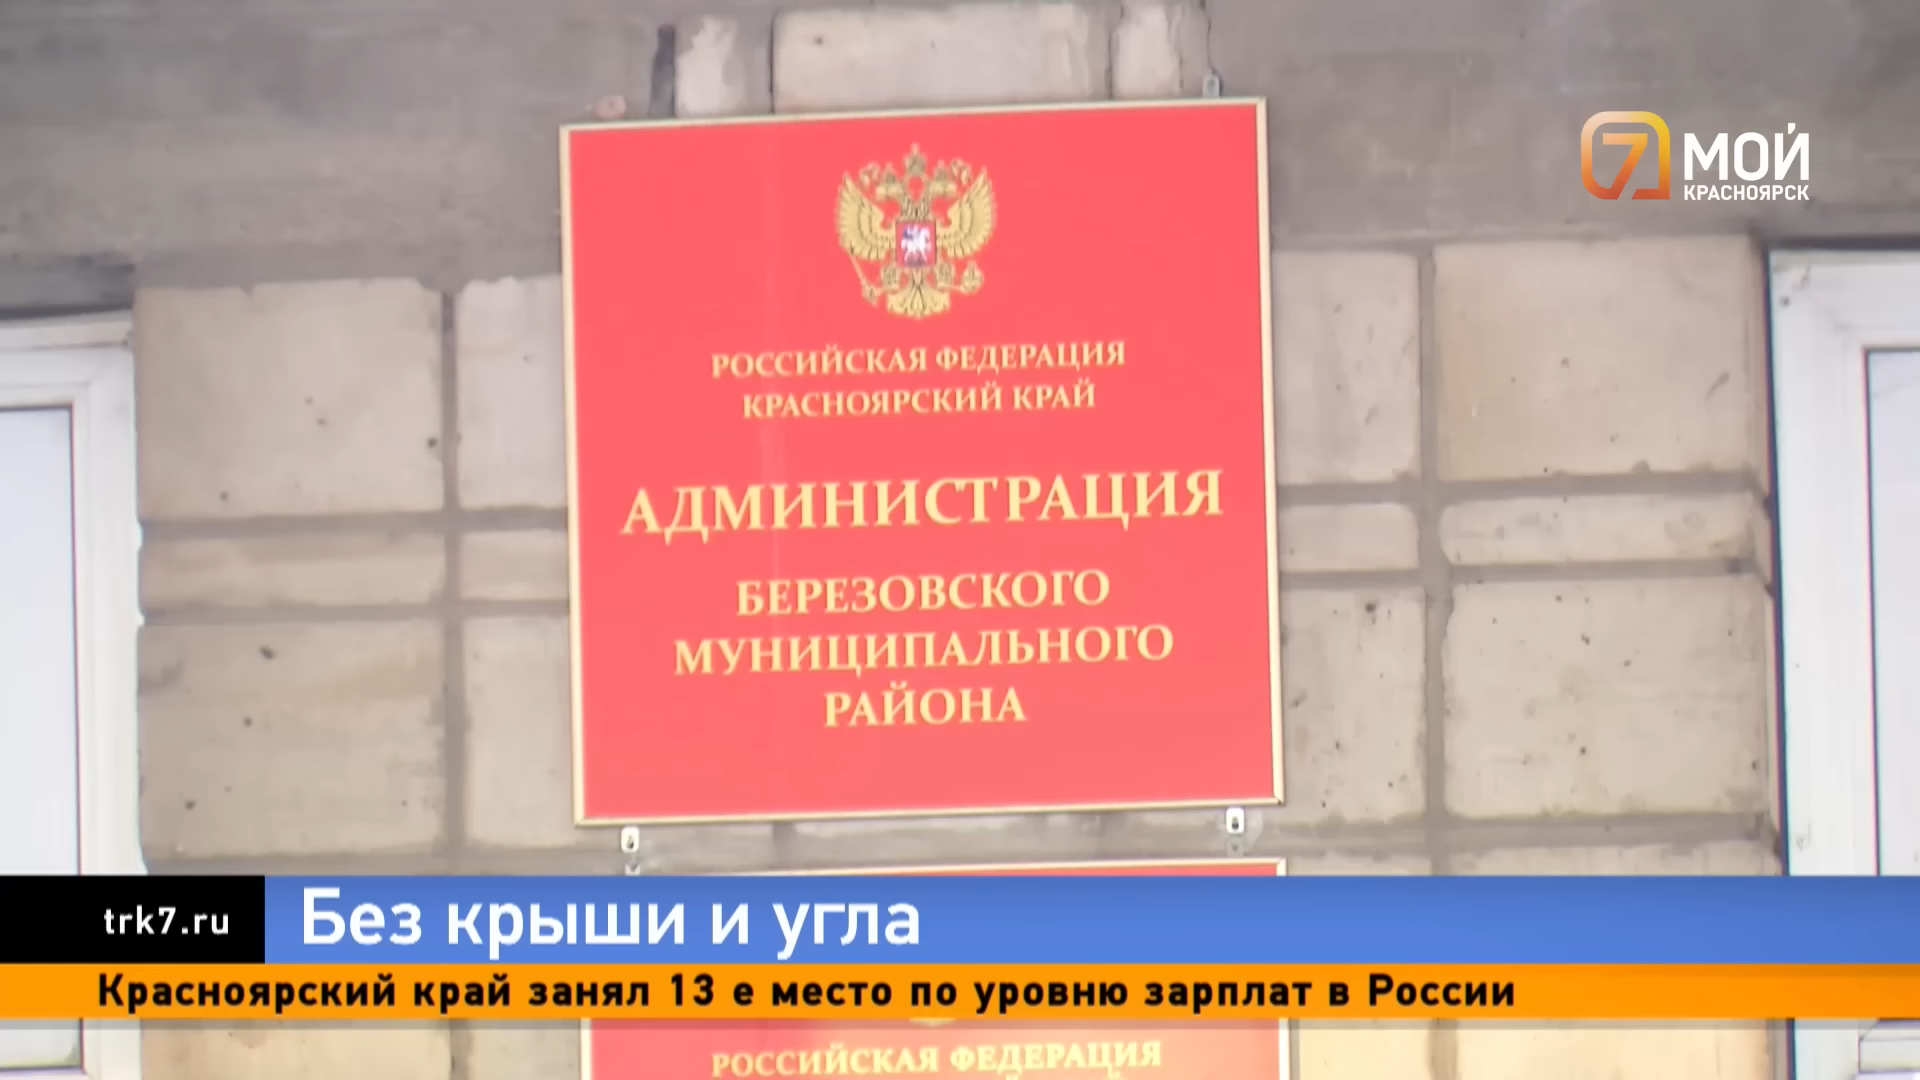 7 МОЙ
КРАСНОЯРСК
РОССИЙСКАЯ ФЕДЕРАЦИЯ
КРАСНОЯРСКИЙ КРАЙ
АДМИНИСТРАЦИЯ
БЕРЕЗОВСКОГО
МУНИЦИПАЛЬНОГО
РАЙОНА
trk7.ru
Без крыши и угла
Красноярский край занял 13 е место по уровню зарплат в России
РОССИЙСКАЯ ФЕДЕРАЦИЯ